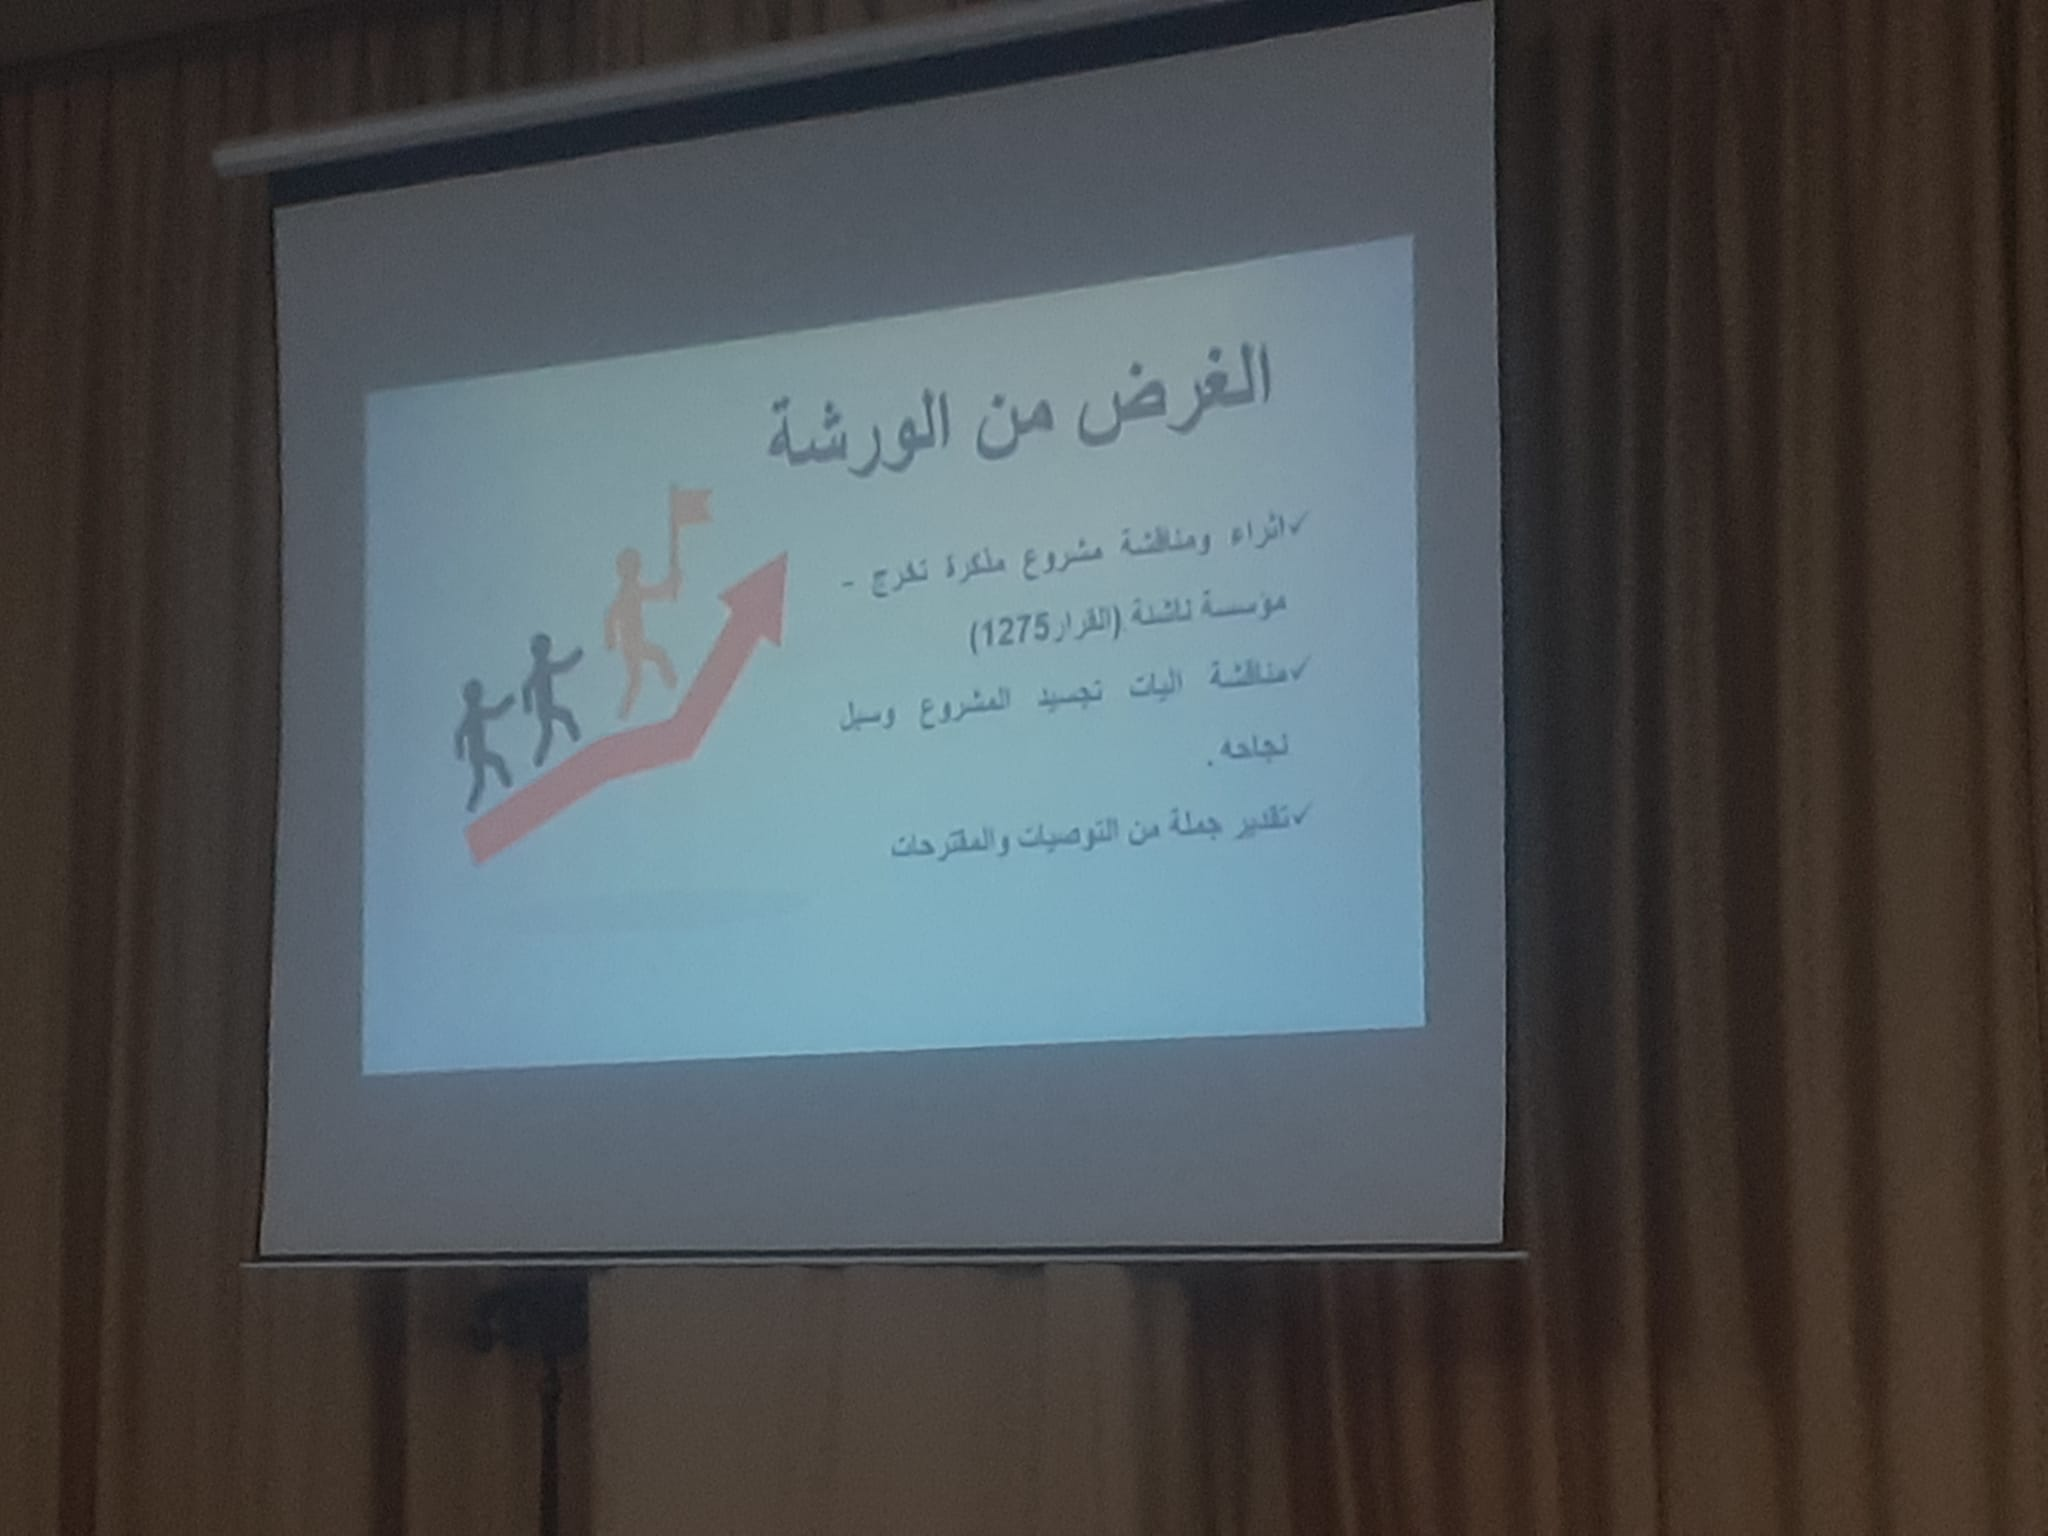 الغرض من الورشة
✓اثراء ومناقشة مشروع مذكرة تخرج -
مؤسسة ناشئة (القرار1275)
✓مناقشة اليات تجسيد المشروع وسبل
نجاحه.
✓تقدير جملة من التوصيات والمقترحات